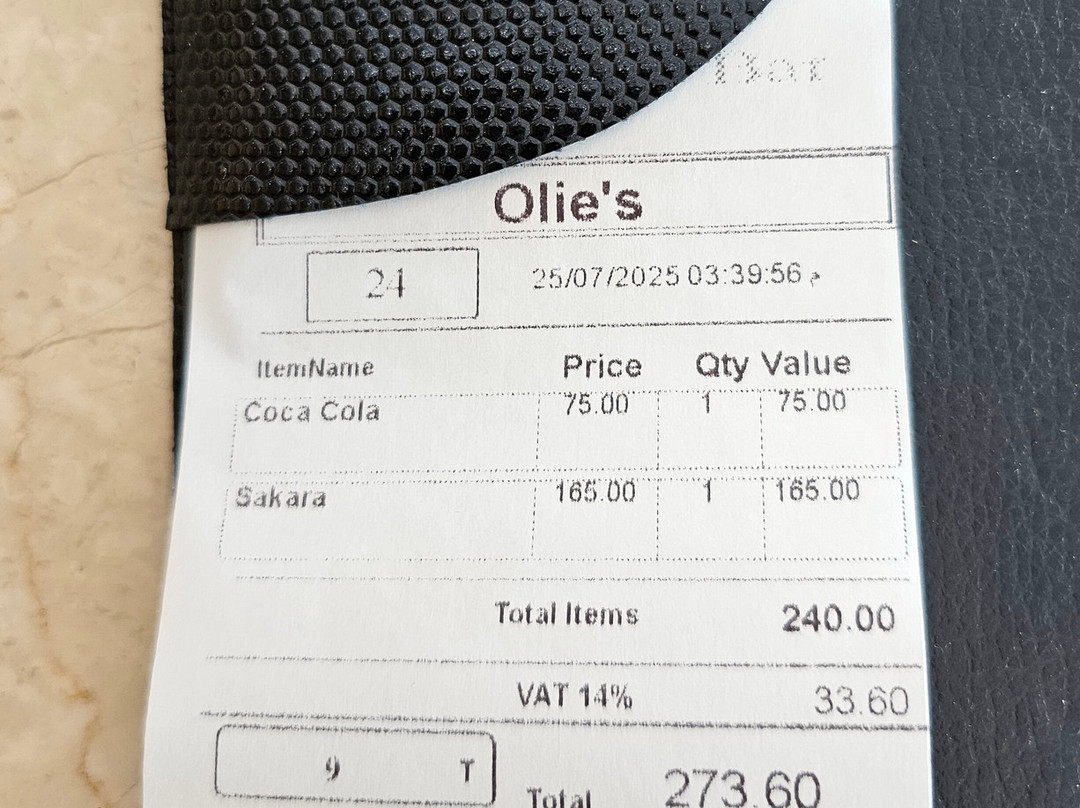 Bar
Olie's
24 25/07/2025 03:39:56 م
ItemName Price Qty Value
Coca Cola 75.00 1 75.00
Sakara 165.00 1 165.00
Total Items 240.00
VAT 14% 33.60
9 T Total 273.60